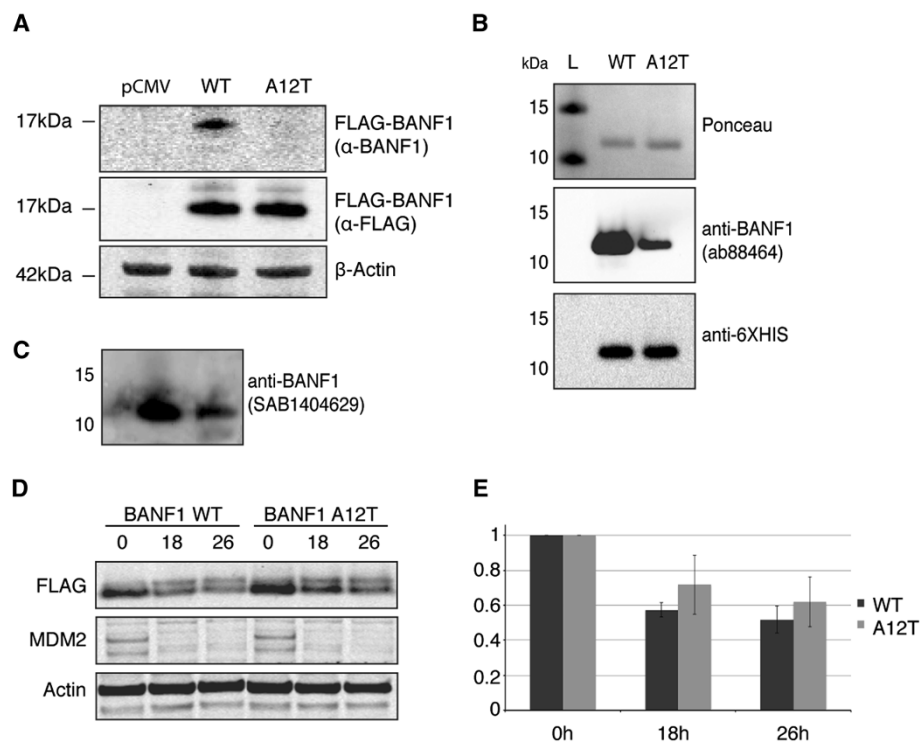 A
pCMV WT A12T
17kDa
FLAG-BANF1
(α-BANF1)
17kDa
FLAG-BANF1
(α-FLAG)
42kDa
β-Actin
B
kDa L WT A12T
15
10
Ponceau
15
10
anti-BANF1
(ab88464)
15
10
anti-6XHIS
C
15
10
anti-BANF1
(SAB1404629)
D
BANF1 WT BANF1 A12T
0 18 26 0 18 26
FLAG
MDM2
Actin
E
1
0.8
0.6
0.4
0.2
0
0h 18h 26h
WT
A12T